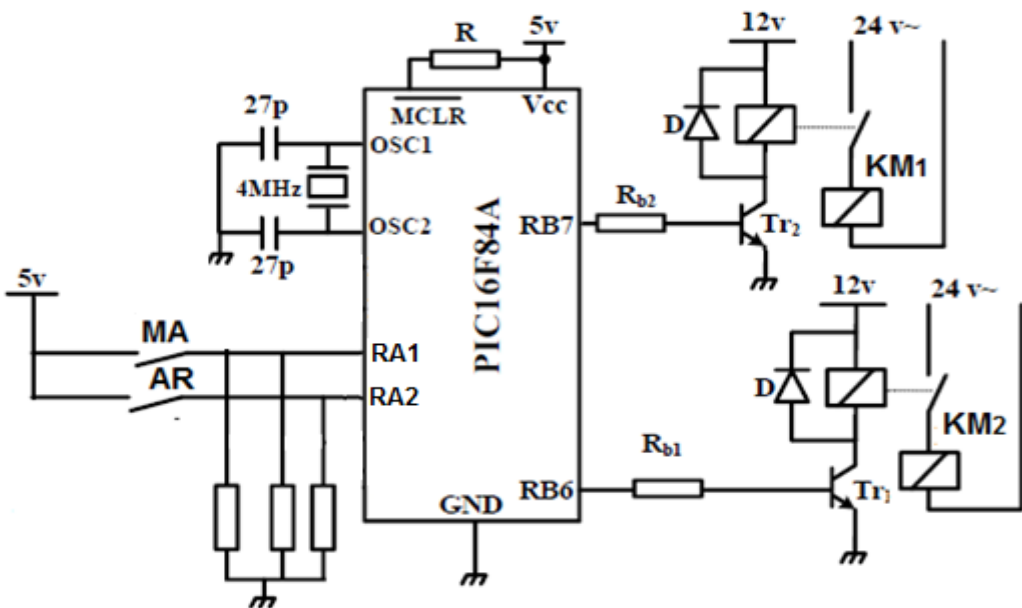 R
5v
12v
24 v~
27p
MCLR
Vcc
OSC1
D
4MHz
KM1
Rb2
OSC2
RB7
Tr2
27p
PIC16F84A
5v
12v
24 v~
MA
RA1
AR
RA2
D
KM2
Rb1
RB6
Tr1
GND